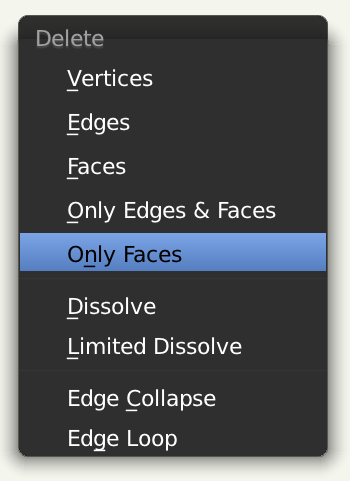 Delete
Vertices
Edges
Faces
Only Edges & Faces
Only Faces
Dissolve
Limited Dissolve
Edge Collapse
Edge Loop